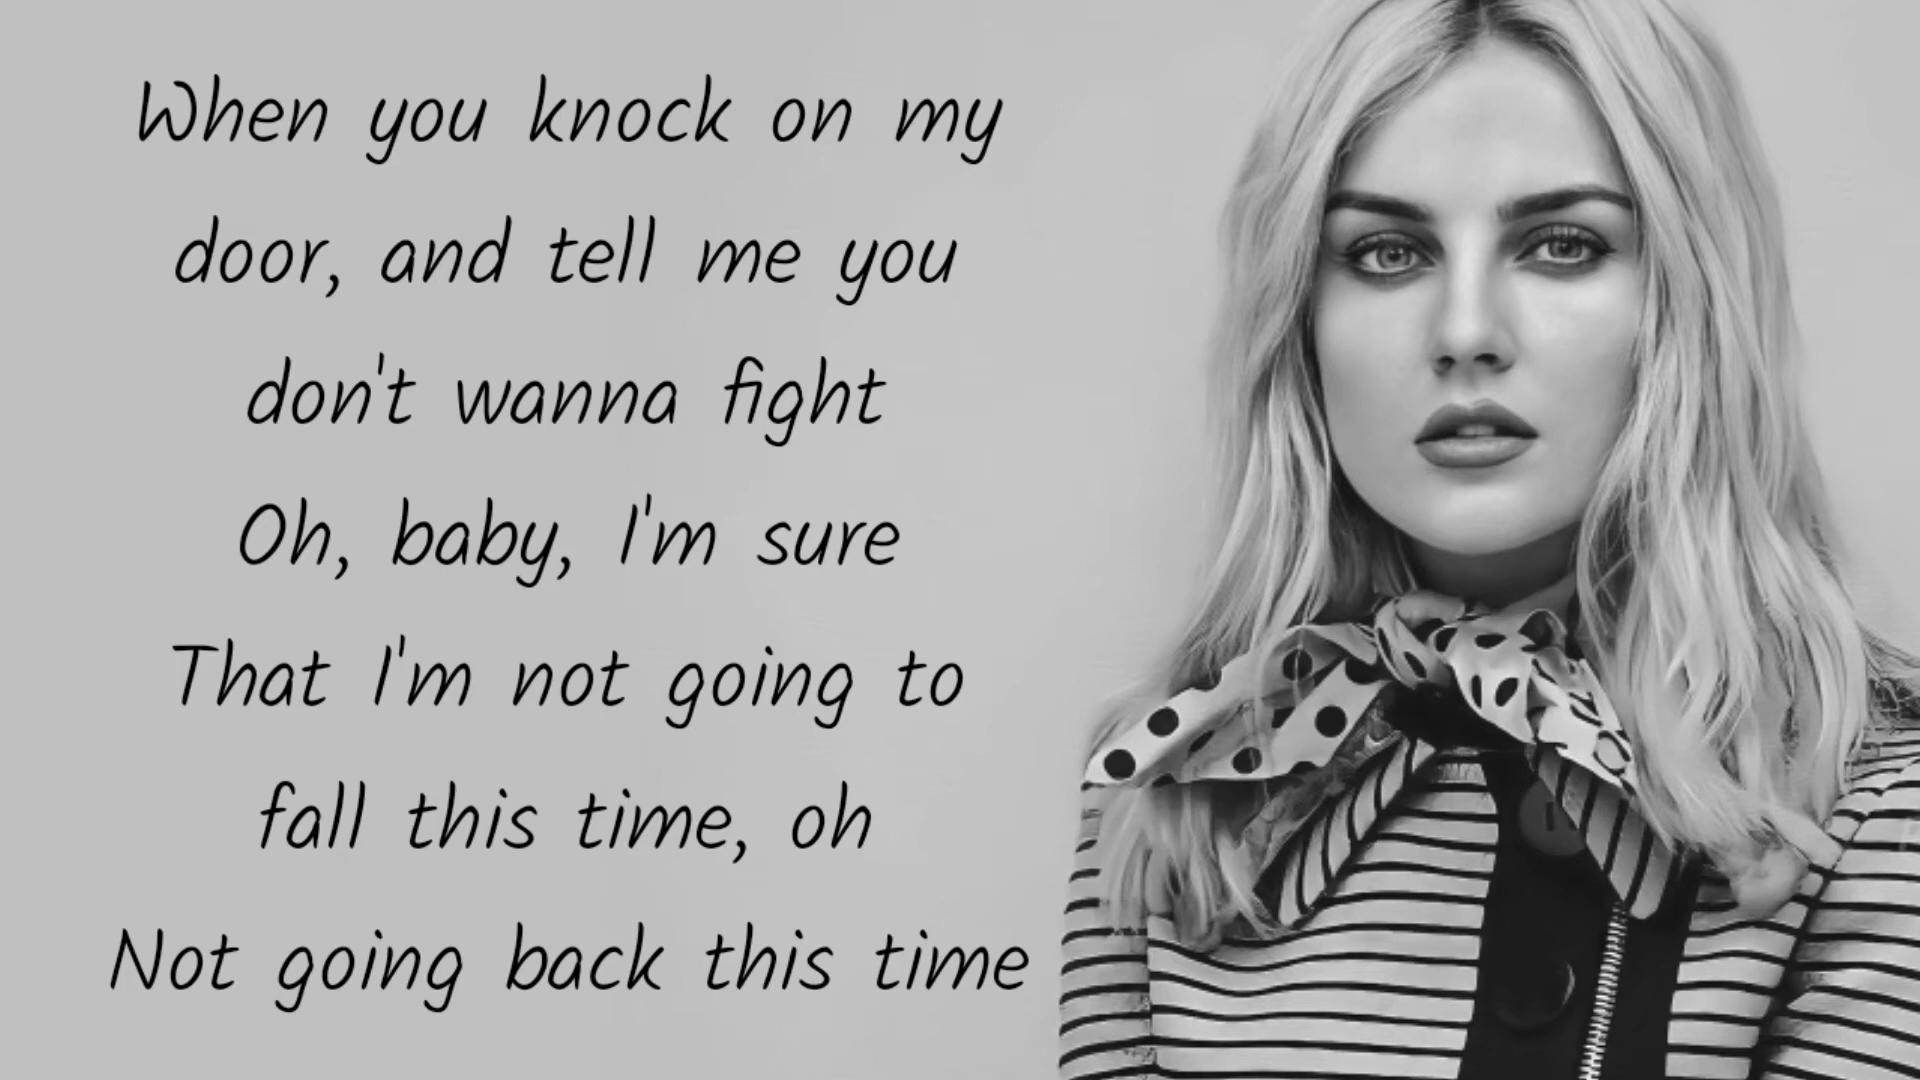 When you knock on my
door, and tell me you
don't wanna fight
Oh, baby, I'm sure
That I'm not going to
fall this time, oh
Not going back this time